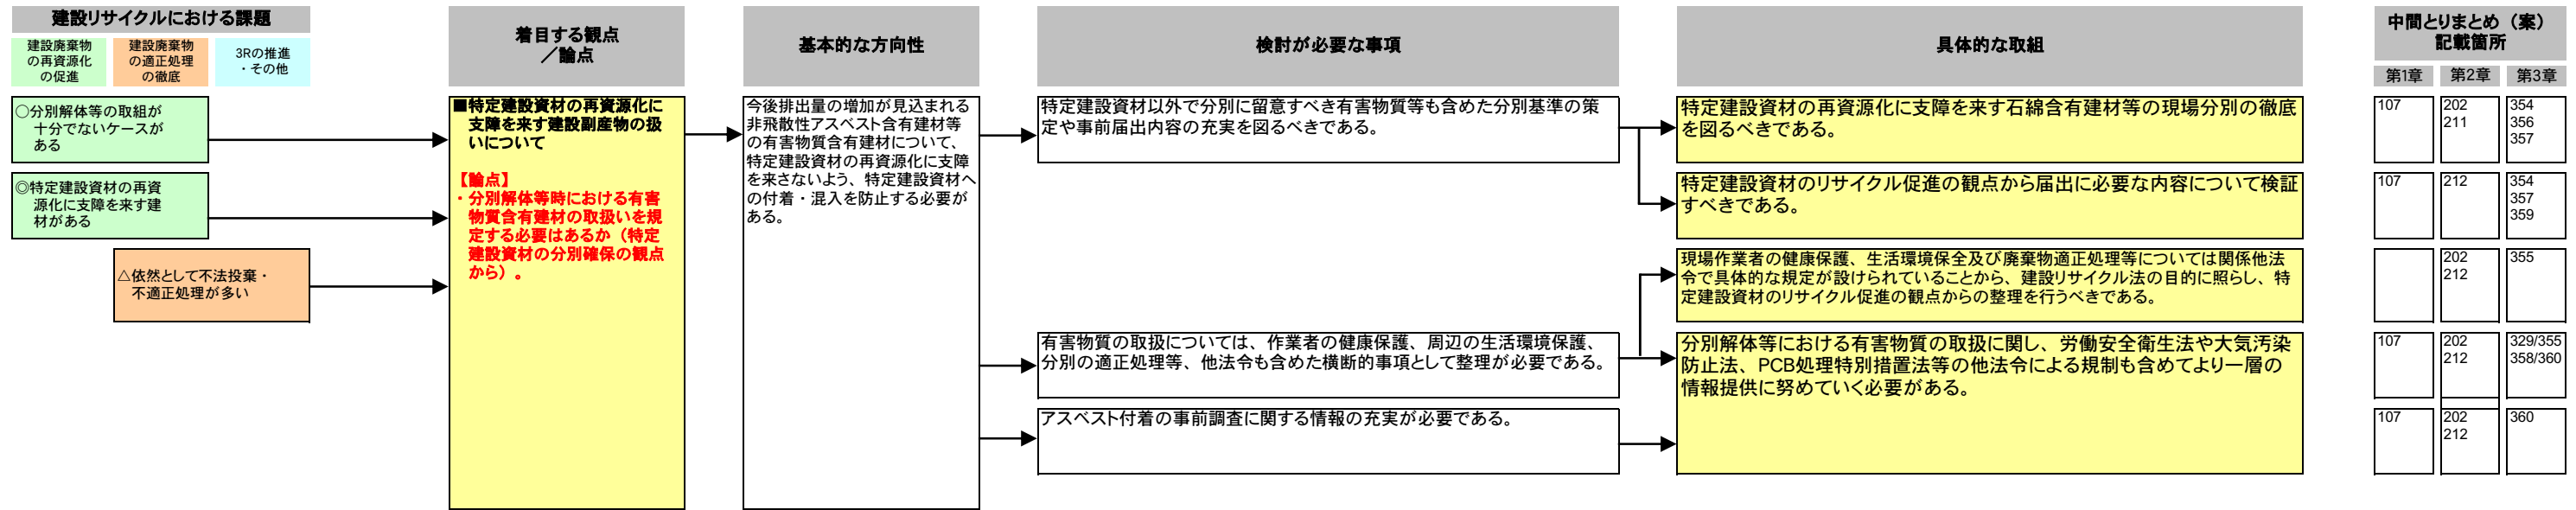 建設リサイクルにおける課題
建設廃棄物
の再資源化
の促進
建設廃棄物
の適正処理
の徹底
3Rの推進
・その他
着目する観点
／論点
基本的な方向性
検討が必要な事項
具体的な取組
中間とりまとめ（案）
記載箇所
第1章
第2章
第3章
○分別解体等の取組が
十分でないケースが
ある
◎特定建設資材の再資
源化に支障を来す建
材がある
△依然として不法投棄・
不適正処理が多い
■特定建設資材の再資源化に
支障を来す建設副産物の扱
いについて
【論点】
・分別解体等時における有害
物質含有建材の取扱いを規
定する必要はあるか（特定
建設資材の分別確保の観点
から）。
今後排出量の増加が見込まれる
非飛散性アスベスト含有建材等
の有害物質含有建材について、
特定建設資材の再資源化に支障
を来さないよう、特定建設資材へ
の付着・混入を防止する必要が
ある。
特定建設資材以外で分別に留意すべき有害物質等も含めた分別基準の策
定や事前届出内容の充実を図るべきである。
有害物質の取扱については、作業者の健康保護、周辺の生活環境保護、
分別の適正処理等、他法令も含めた横断的事項として整理が必要である。
アスベスト付着の事前調査に関する情報の充実が必要である。
特定建設資材の再資源化に支障を来す石綿含有建材等の現場分別の徹底
を図るべきである。
特定建設資材のリサイクル促進の観点から届出に必要な内容について検証
すべきである。
現場作業者の健康保護、生活環境保全及び廃棄物適正処理等については関係他法
令で具体的な規定が設けられていることから、建設リサイクル法の目的に照らし、特
定建設資材のリサイクル促進の観点からの整理を行うべきである。
分別解体等における有害物質の取扱に関し、労働安全衛生法や大気汚染
防止法、PCB処理特別措置法等の他法令による規制も含めてより一層の
情報提供に努めていく必要がある。
107
202
211
354
356
357
107
212
354
357
359
202
212
355
107
202
212
329/355
358/360
107
202
212
360